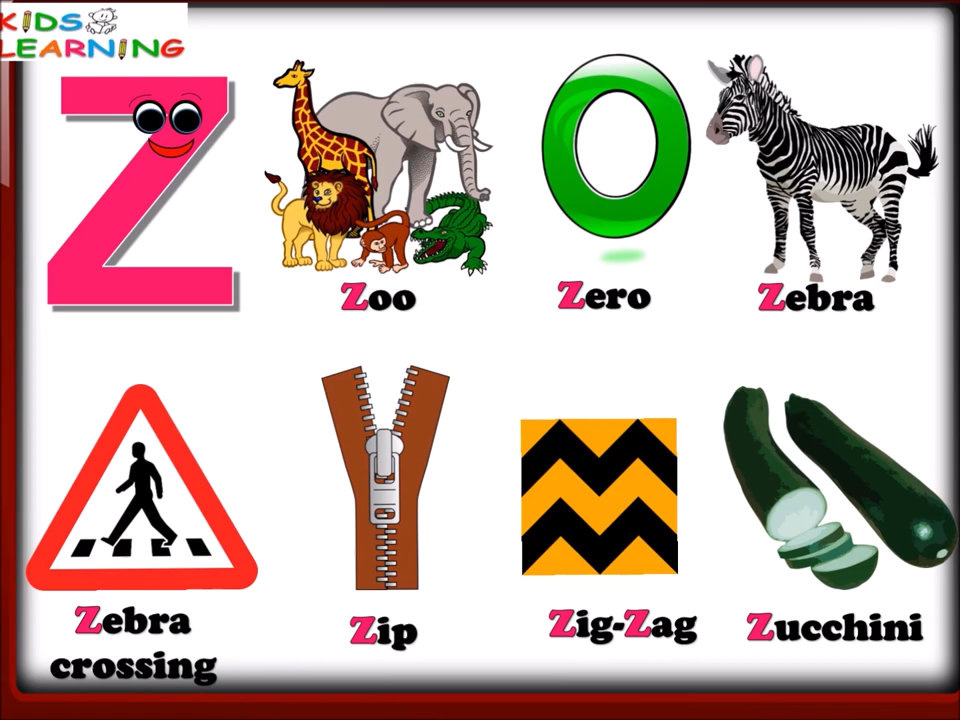 KIDS
LEARNING
Z
Zoo
Zero
Zebra
Zebra
crossing
Zip
Zig-Zag
Zucchini